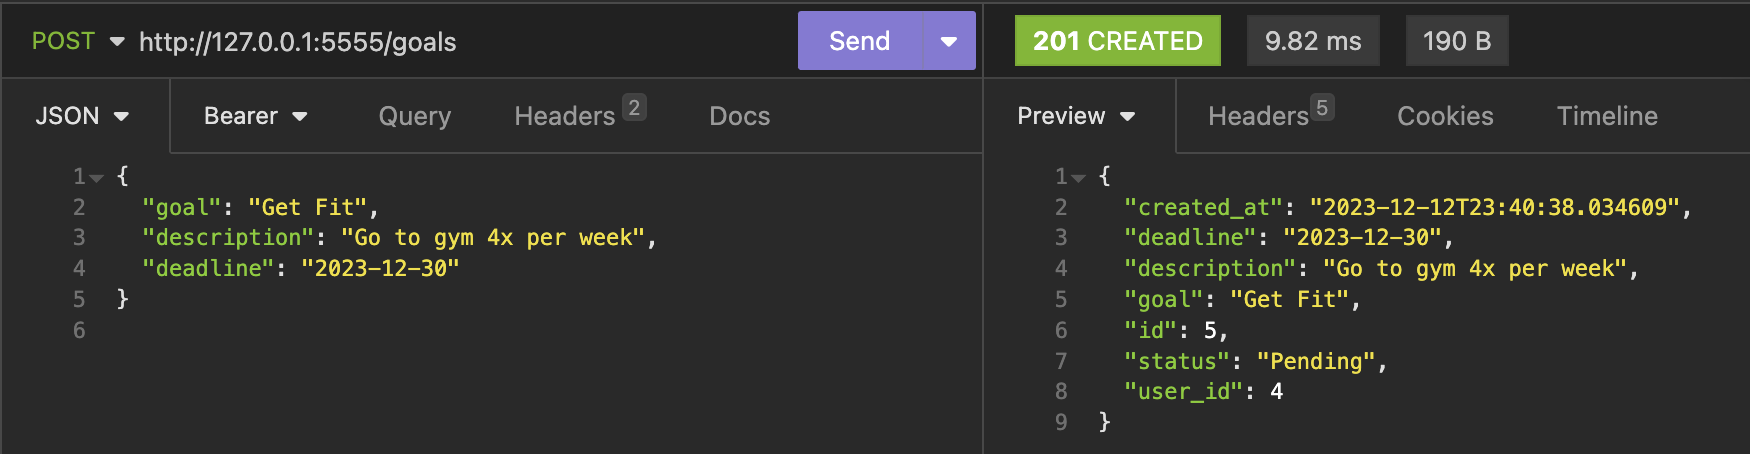 POST http://127.0.0.1:5555/goals Send
201 CREATED 9.82 ms 190 B
JSON Bearer Query Headers 2 Docs
Preview Headers 5 Cookies Timeline
1 {
2 "goal": "Get Fit",
3 "description": "Go to gym 4x per week",
4 "deadline": "2023-12-30"
5 }
6
1 {
2 "created_at": "2023-12-12T23:40:38.034609",
3 "deadline": "2023-12-30",
4 "description": "Go to gym 4x per week",
5 "goal": "Get Fit",
6 "id": 5,
7 "status": "Pending",
8 "user_id": 4
9 }